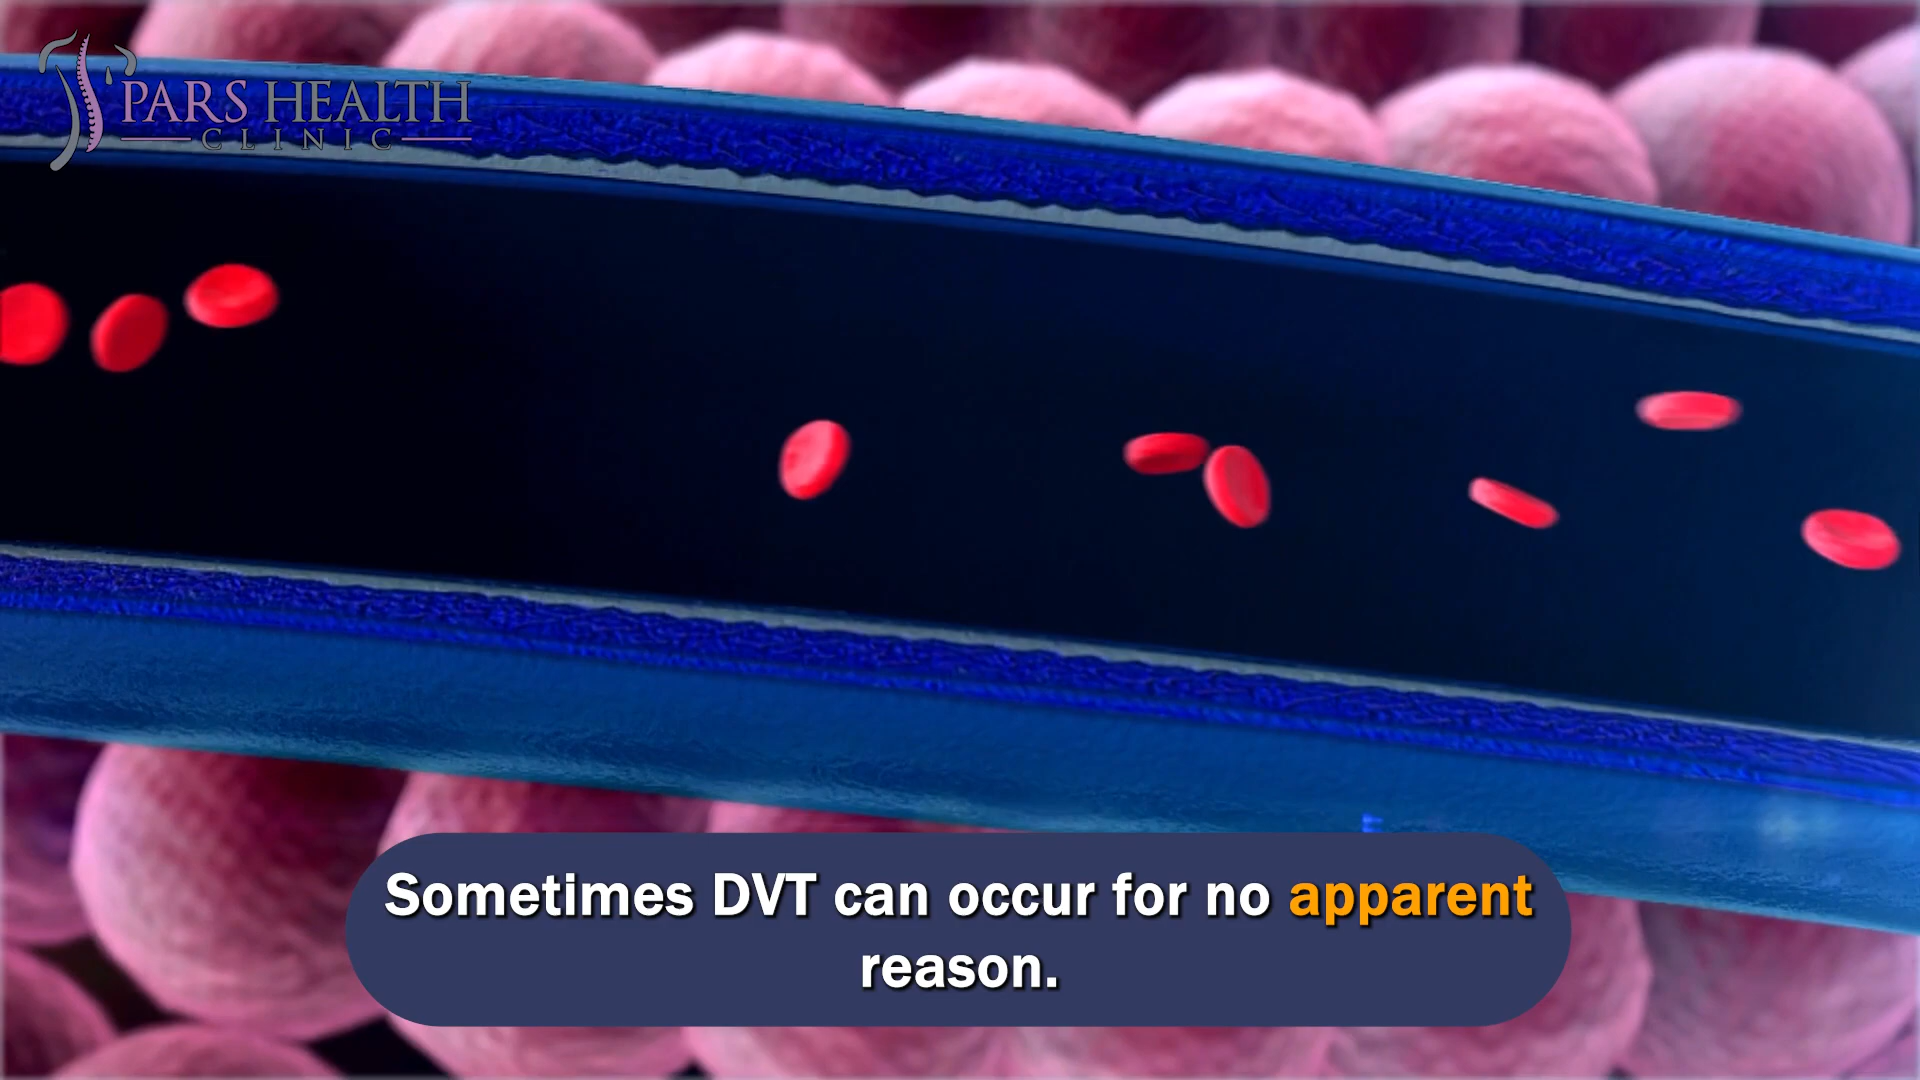 PARS HEALTH
CLINIC
Sometimes DVT can occur for no apparent
reason.